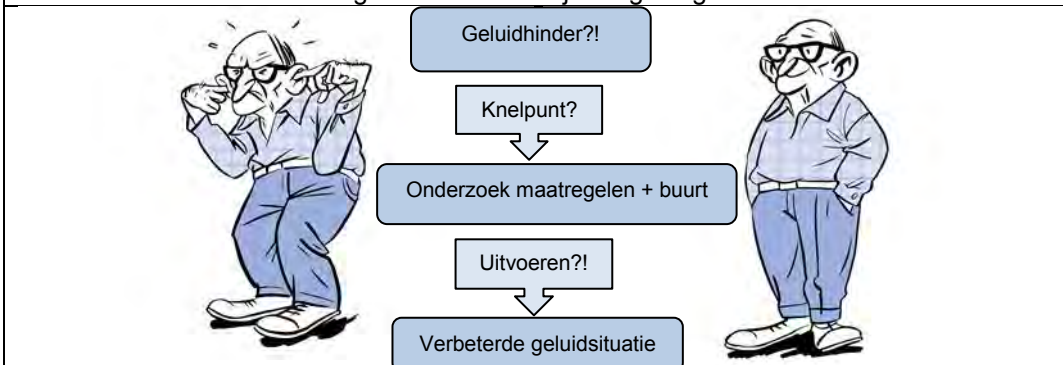 Geluidhinder?!
Knelpunt?
Onderzoek maatregelen + buurt
Uitvoeren?!
Verbeterde geluidsituatie